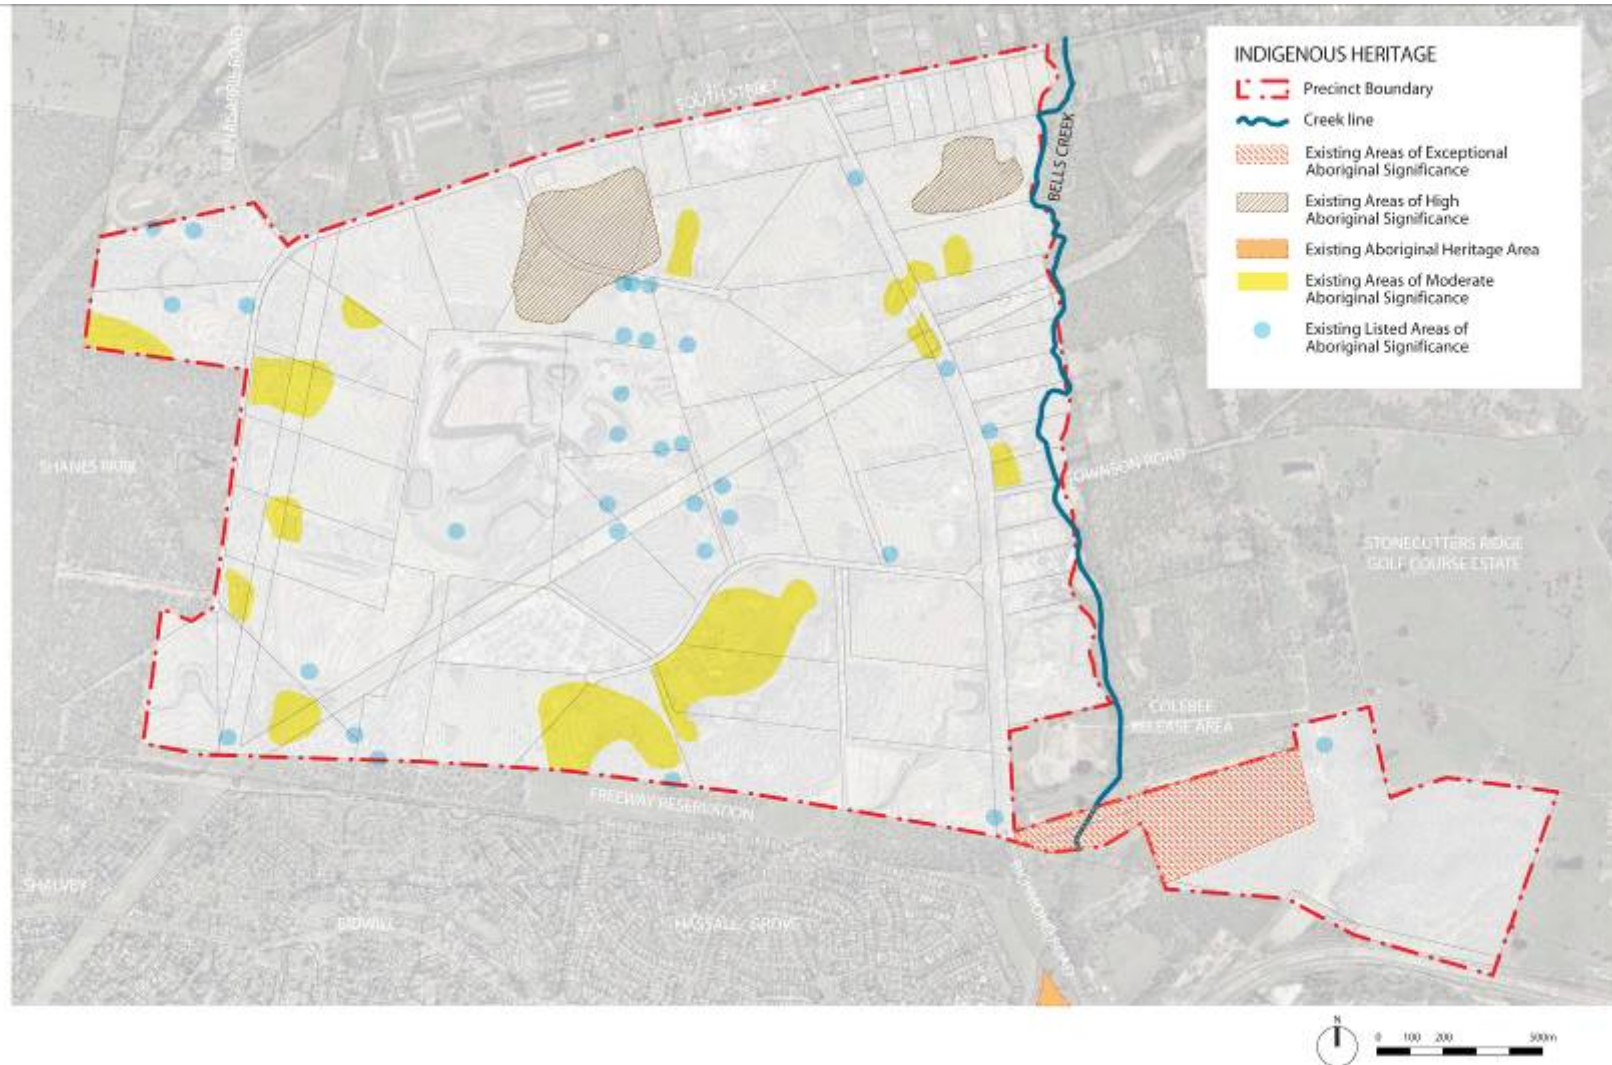 INDIGENOUS HERITAGE
Precinct Boundary
Creek line
Existing Areas of Exceptional
Aboriginal Significance
Existing Areas of High
Aboriginal Significance
Existing Aboriginal Heritage Area
Existing Areas of Moderate
Aboriginal Significance
Existing Listed Areas of
Aboriginal Significance
SOUTH STREET
BELLS CREEK
SHANES PARK
STONECUTTERS RIDGE
GOLF COURSE ESTATE
COLEBEE
RELEASE AREA
FREEWAY RESERVATION
SHALVEY
BIDWILL
HASSALL GROVE
RICHMOND ROAD
N
0 100 200 500m